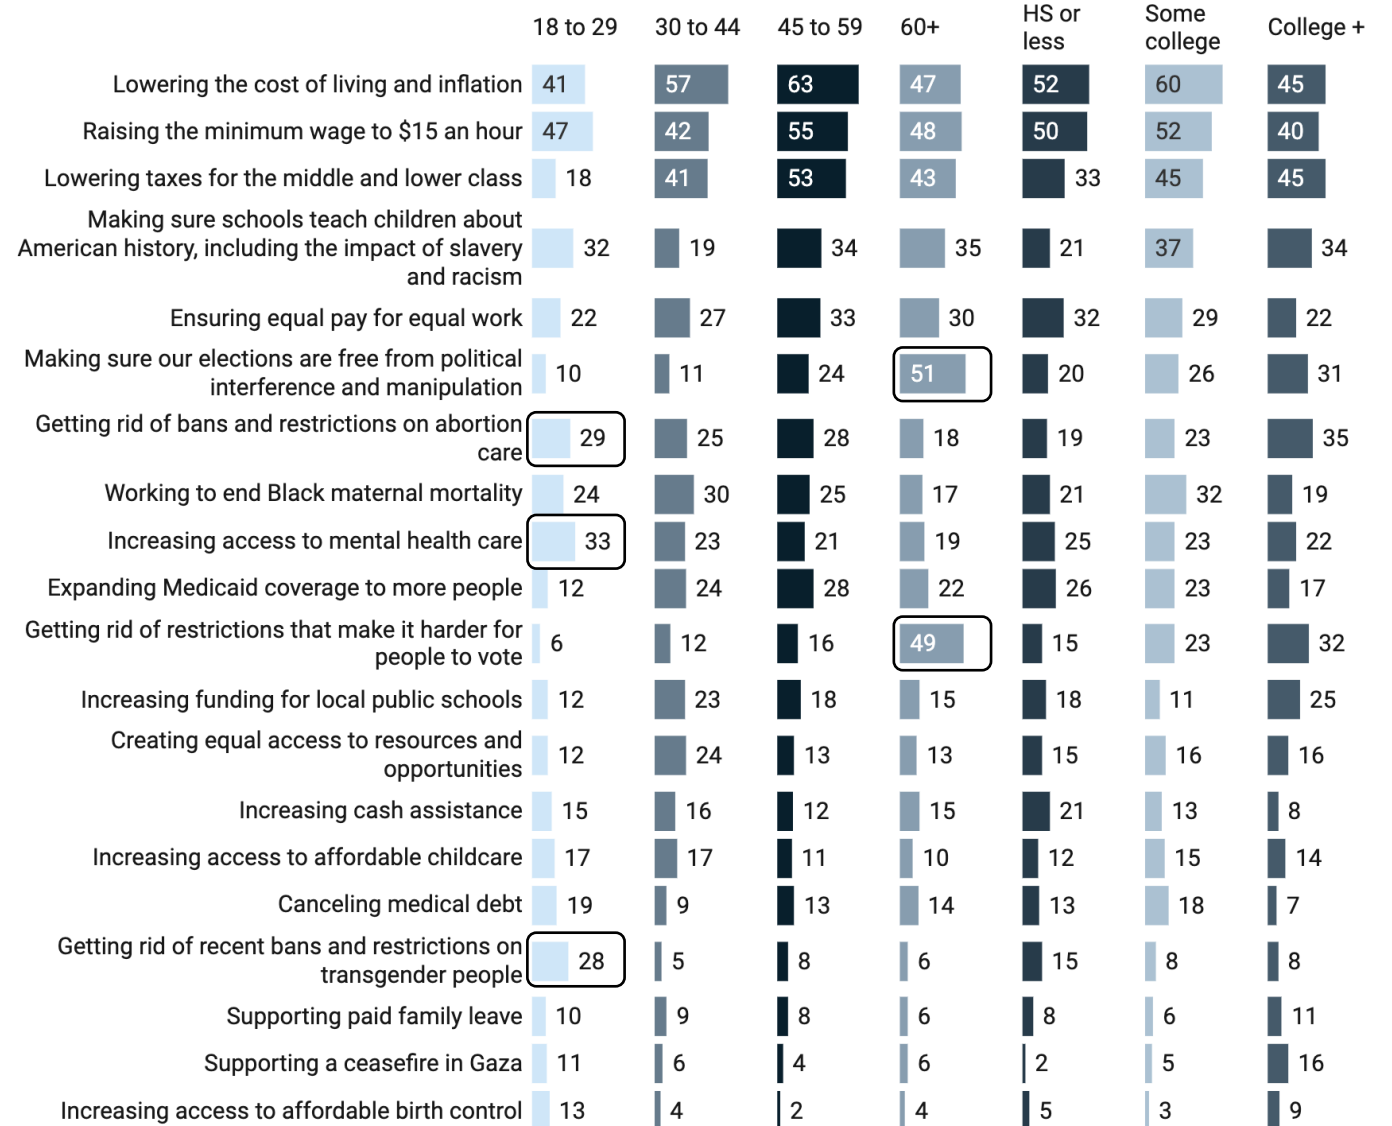 18 to 29 30 to 44 45 to 59 60+ HS or less Some college College +
Lowering the cost of living and inflation 41 57 63 47 52 60 45
Raising the minimum wage to $15 an hour 47 42 55 48 50 52 40
Lowering taxes for the middle and lower class 18 41 53 43 33 45 45
Making sure schools teach children about
American history, including the impact of slavery 32 19 34 35 21 37 34
and racism
Ensuring equal pay for equal work 22 27 33 30 32 29 22
Making sure our elections are free from political
interference and manipulation 10 11 24 51 20 26 31
Getting rid of bans and restrictions on abortion
care 29 25 28 18 19 23 35
Working to end Black maternal mortality 24 30 25 17 21 32 19
Increasing access to mental health care 33 23 21 19 25 23 22
Expanding Medicaid coverage to more people 12 24 28 22 26 23 17
Getting rid of restrictions that make it harder for
people to vote 6 12 16 49 15 23 32
Increasing funding for local public schools 12 23 18 15 18 11 25
Creating equal access to resources and
opportunities 12 24 13 13 15 16 16
Increasing cash assistance 15 16 12 15 21 13 8
Increasing access to affordable childcare 17 17 11 10 12 15 14
Canceling medical debt 19 9 13 14 13 18 7
Getting rid of recent bans and restrictions on
transgender people 28 5 8 6 15 8 8
Supporting paid family leave 10 9 8 6 8 6 11
Supporting a ceasefire in Gaza 11 6 4 6 2 5 16
Increasing access to affordable birth control 13 4 2 4 5 3 9